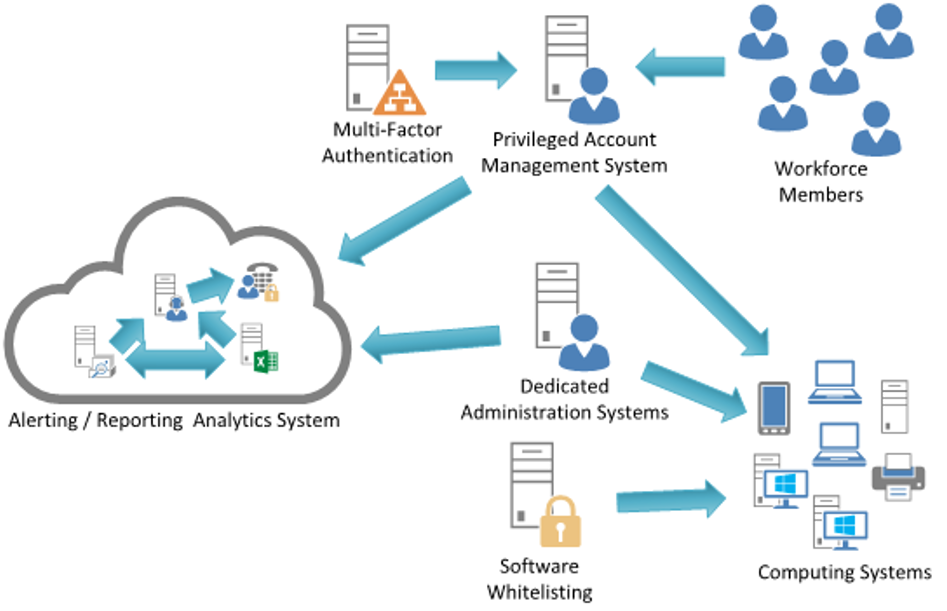 Multi-Factor
Authentication
Privileged Account
Management System
Workforce
Members
Alerting / Reporting Analytics System
Dedicated
Administration Systems
Software
Whitelisting
Computing Systems